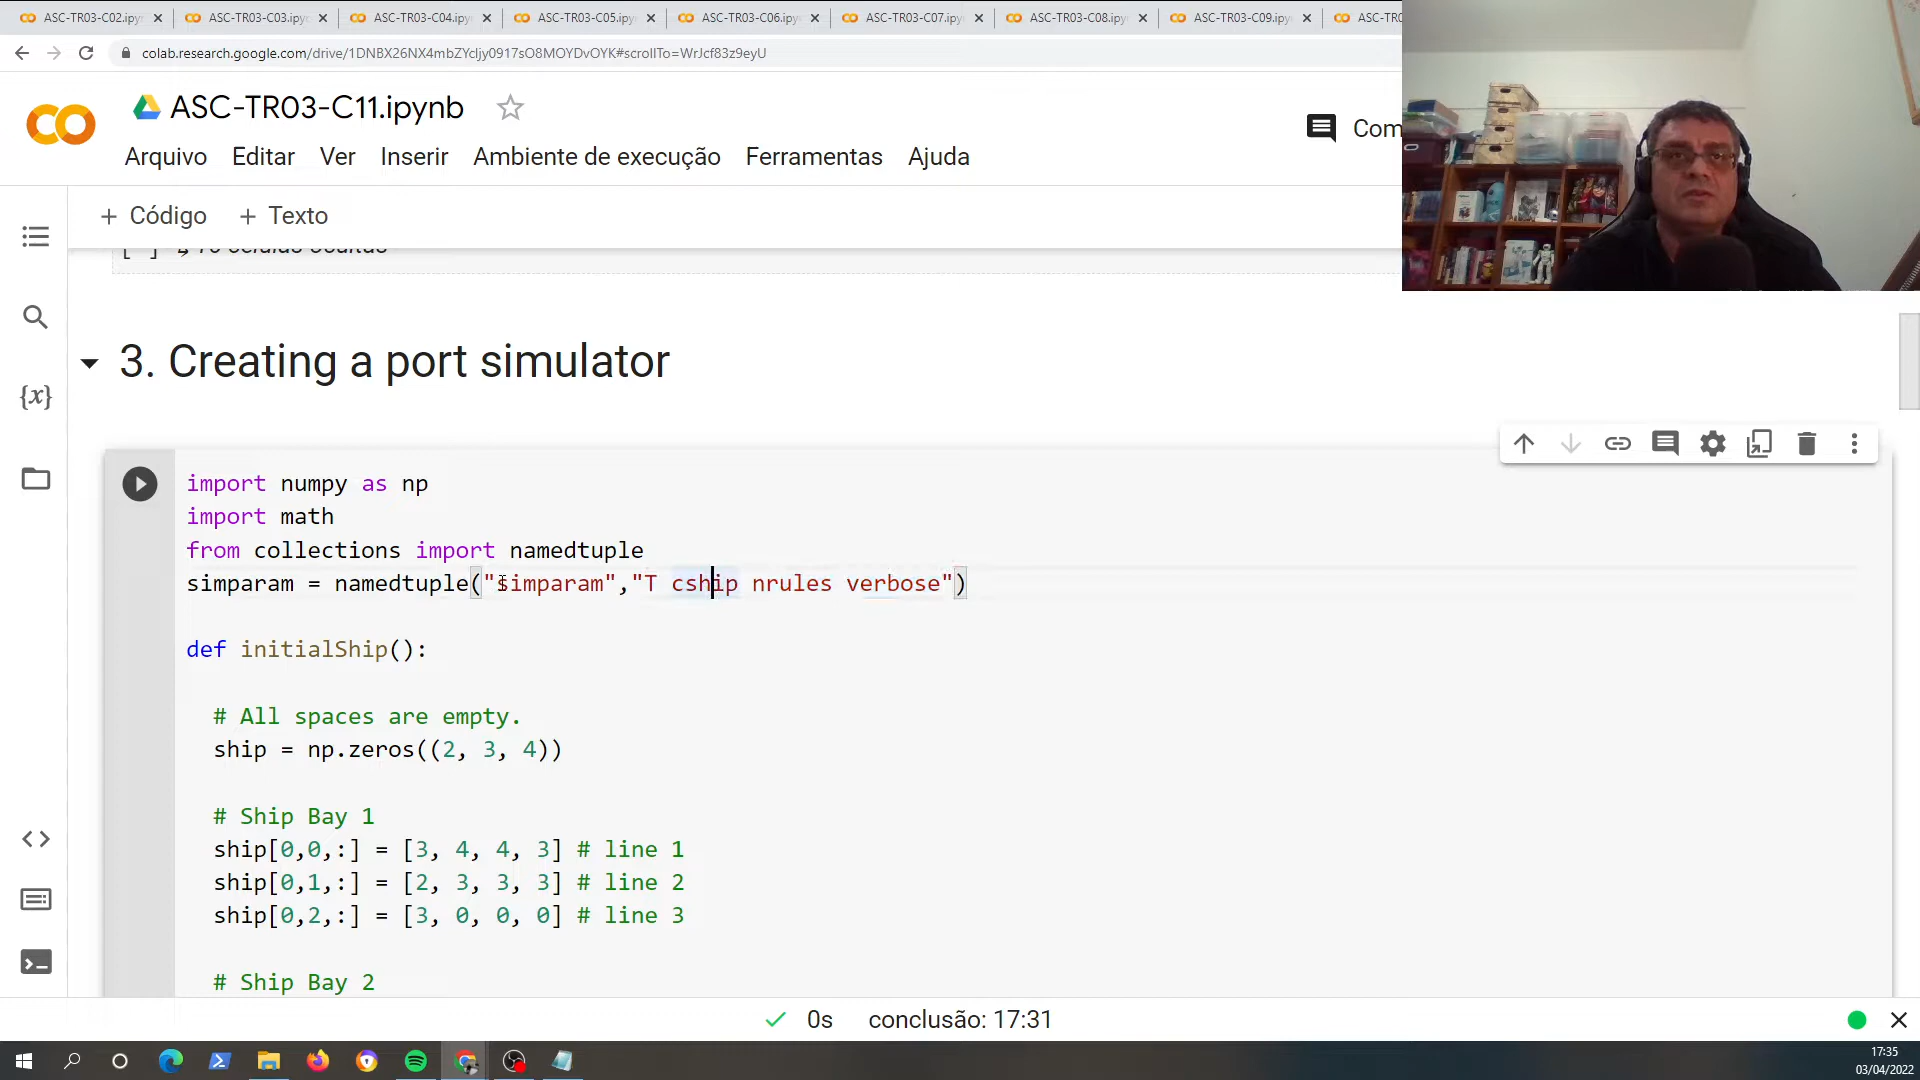 ASC-TR03-C02.ipy ASC-TR03-C03.ipy ASC-TR03-C04.ipy ASC-TR03-C05.ipy ASC-TR03-C06.ipy ASC-TR03-C07.ipy ASC-TR03-C08.ipy ASC-TR03-C09.ipy ASC-TR0
colab.research.google.com/drive/1DNBX26NX4mbZYcIjy0917sO8MOYDvOYK#scrollTo=WrJcf83z9eyU
ASC-TR03-C11.ipynb
Com
Arquivo Editar Ver Inserir Ambiente de execução Ferramentas Ajuda
+ Código + Texto
3. Creating a port simulator
import numpy as np
import math
from collections import namedtuple
simparam = namedtuple("simparam","T cship nrules verbose")
def initialShip():
# All spaces are empty.
ship = np.zeros((2, 3, 4))
# Ship Bay 1
ship[0,0,:] = [3, 4, 4, 3] # line 1
ship[0,1,:] = [2, 3, 3, 3] # line 2
ship[0,2,:] = [3, 0, 0, 0] # line 3
# Ship Bay 2
0s conclusão: 17:31
17:35
03/04/2022